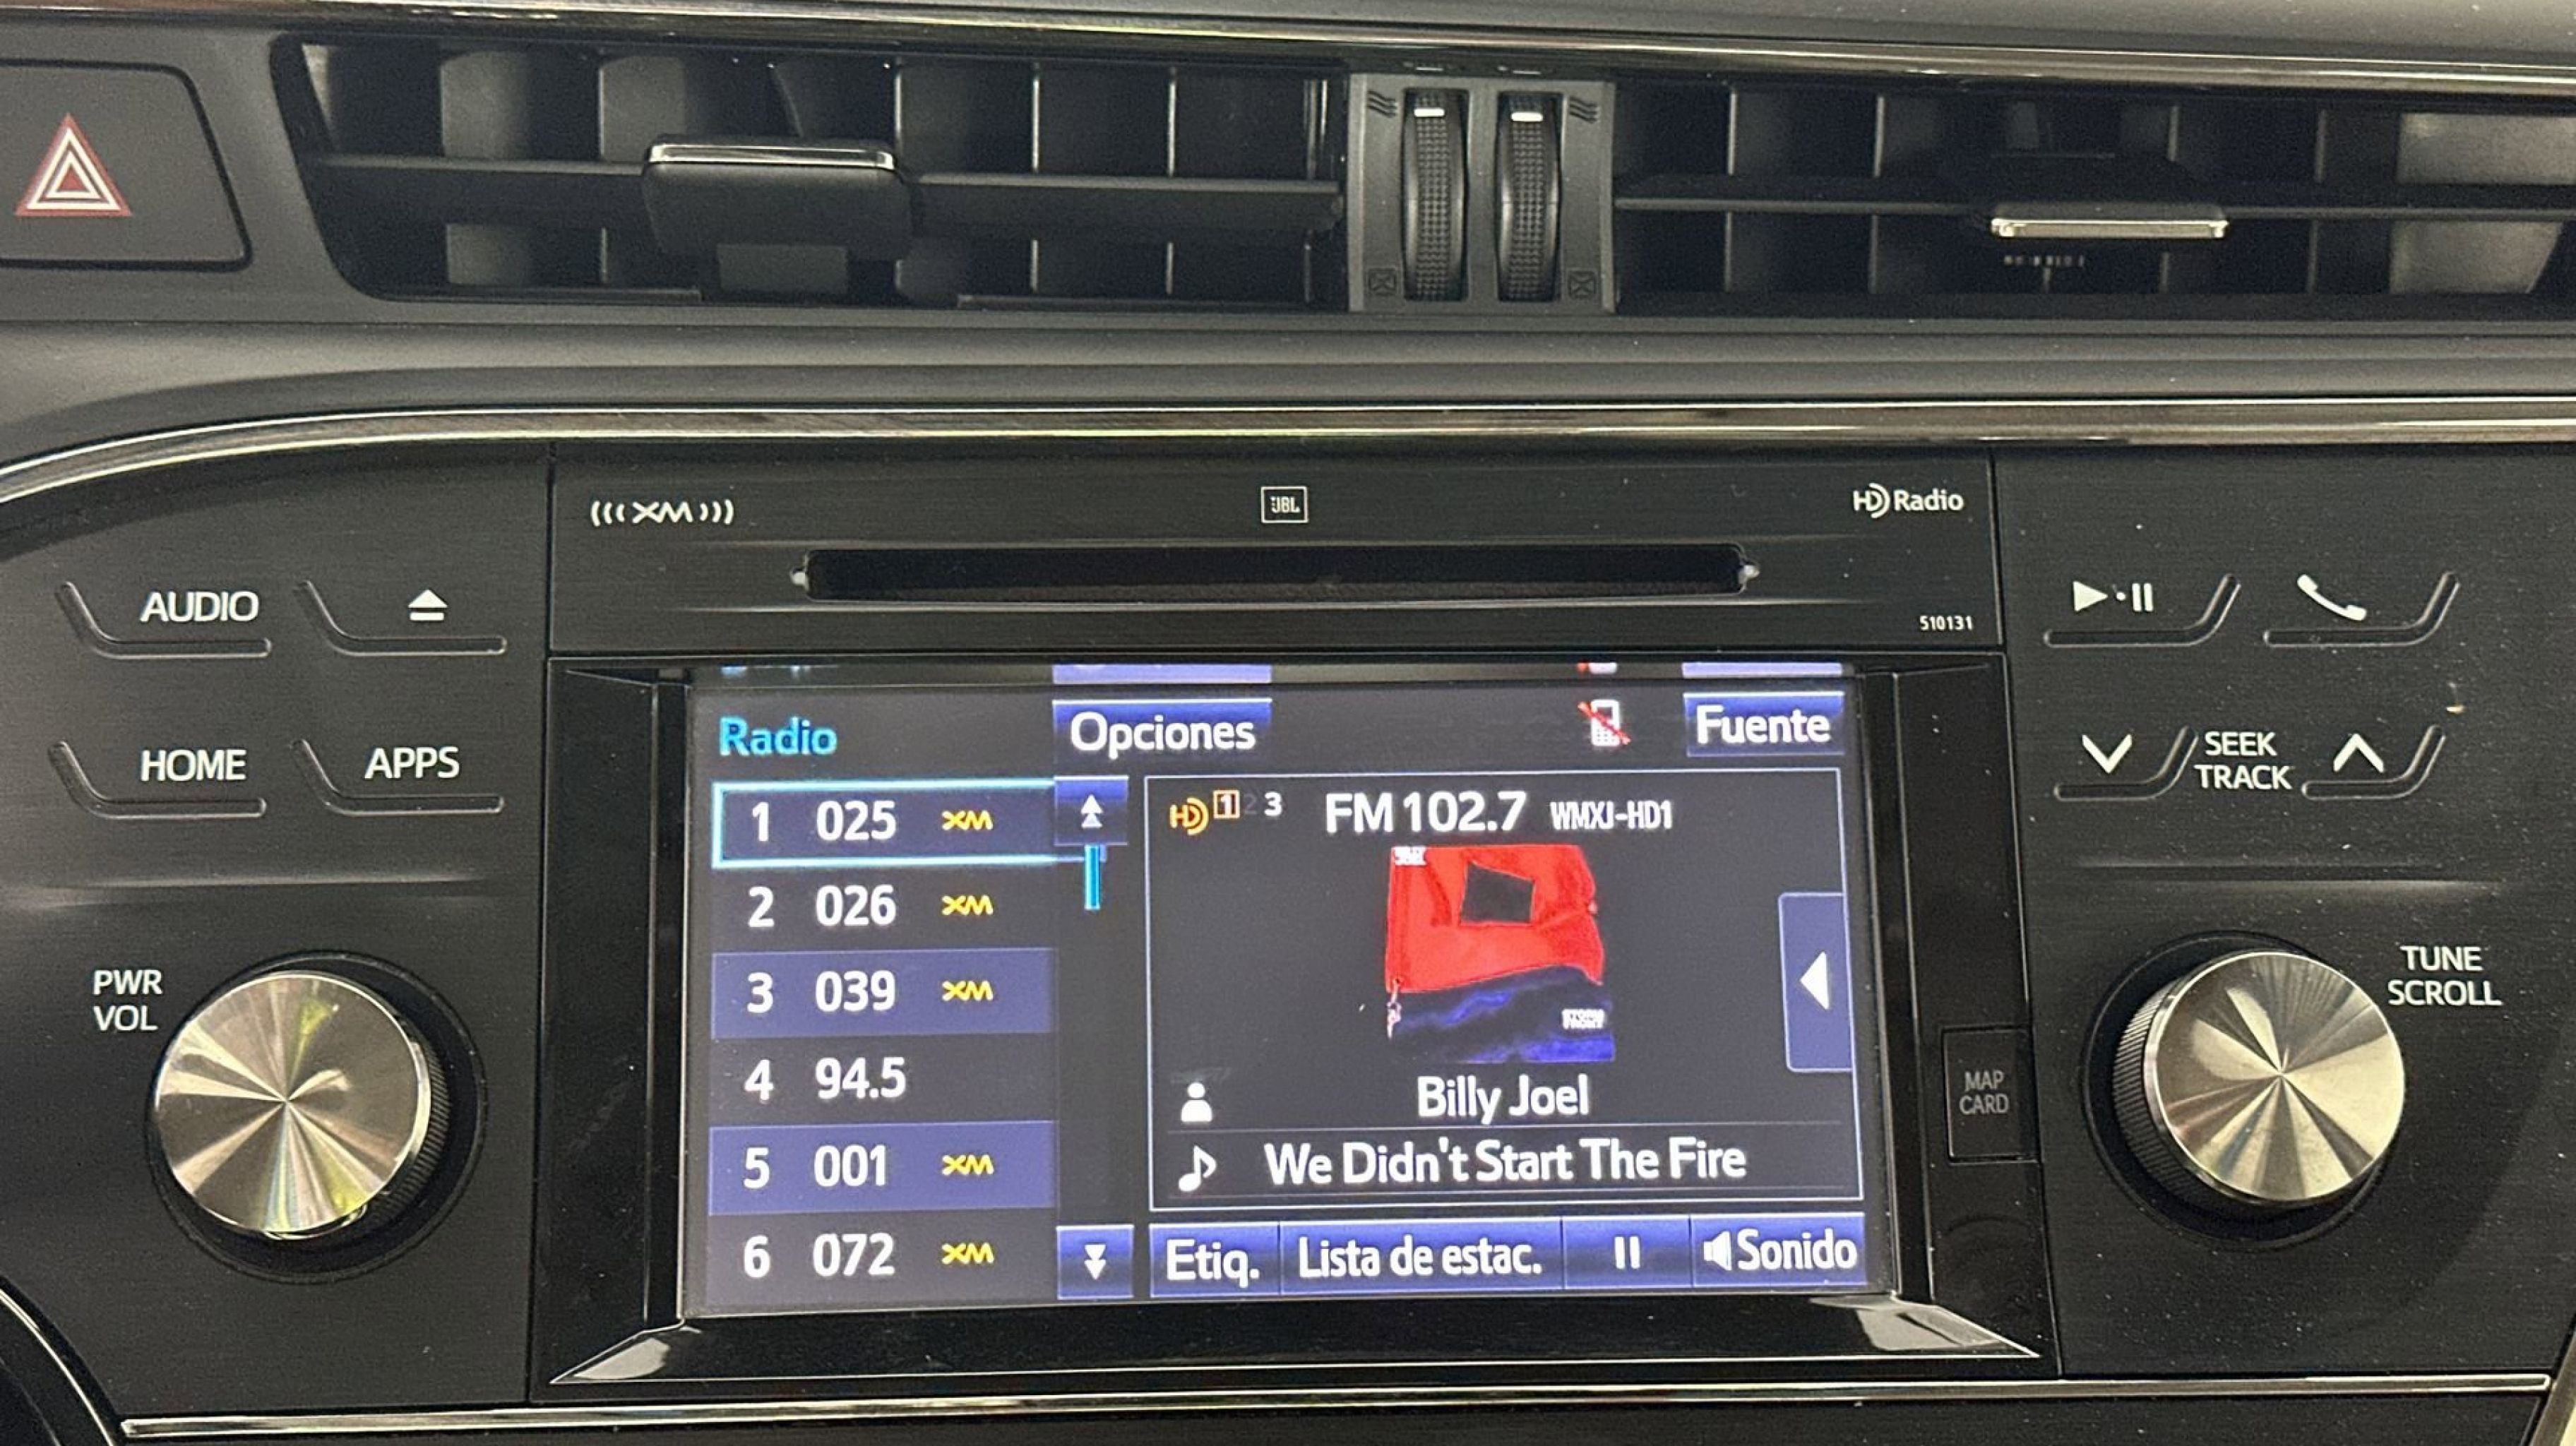 XM
JBL
HD Radio
510131
AUDIO
HOME
APPS
PWR
VOL
SEEK
TRACK
TUNE
SCROLL
MAP
CARD
Radio
Opciones
Fuente
1 025 XM
2 026 XM
3 039 XM
4 94.5
5 001 XM
6 072 XM
HD 1 2 3 FM 102.7 WMXJ-HD1
STORM
FRONT
Billy Joel
We Didn't Start The Fire
Etiq.
Lista de estac.
Sonido